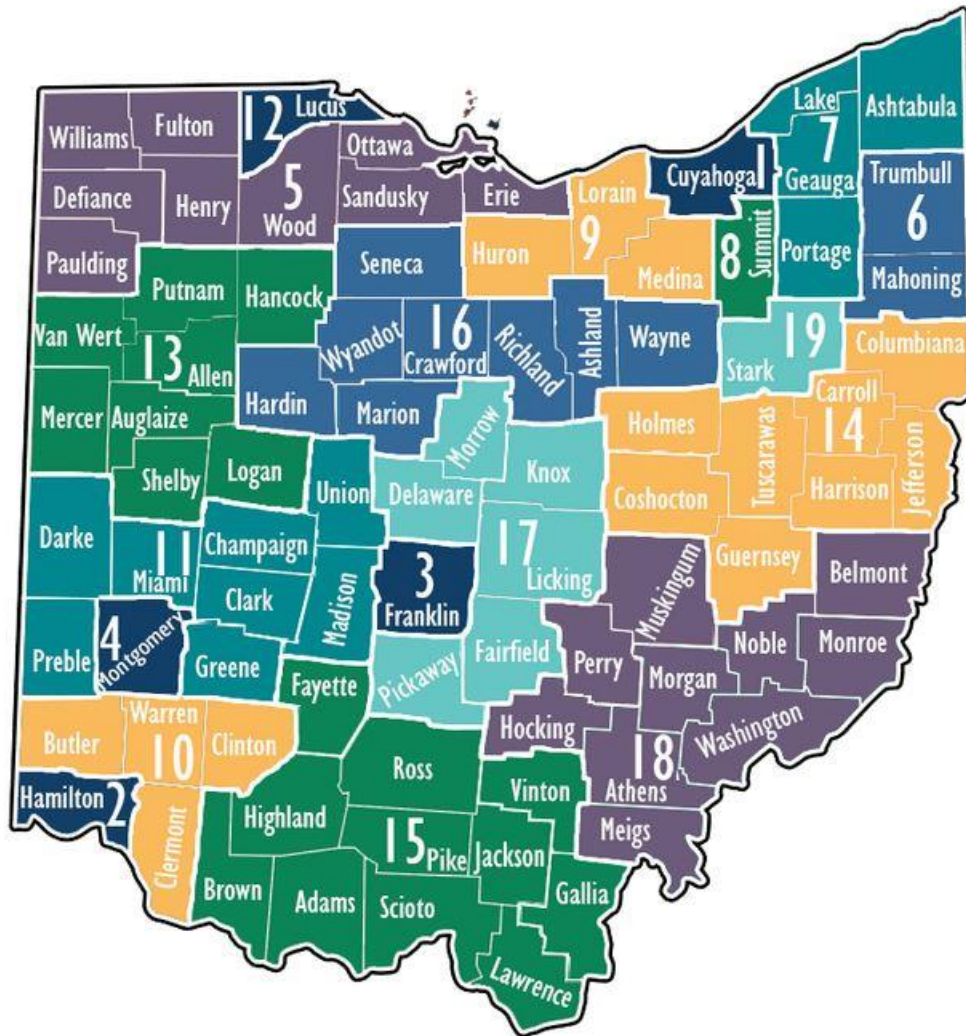 Williams
Fulton
12
Lucus
Ottawa
Defiance
Henry
5
Wood
Sandusky
Erie
Paulding
Lorain
9
Huron
Medina
Cuyahoga
1
Lake
Ashtabula
7
Geauga
Trumbull
6
8
Summit
Portage
Mahoning
Putnam
Hancock
Seneca
Van Wert
13
Allen
Wyandot
16
Crawford
Richland
Ashland
Wayne
19
Stark
Columbiana
Mercer
Auglaize
Hardin
Marion
Morrow
Holmes
Tuscarawas
Carroll
14
Jefferson
Shelby
Logan
Union
Delaware
Knox
Coshocton
Harrison
Darke
11
Miami
Champaign
17
Licking
Guernsey
Belmont
Clark
Madison
3
Franklin
Muskingum
Preble
4
Montgomery
Greene
Noble
Monroe
Fayette
Pickaway
Fairfield
Perry
Morgan
Washington
Butler
Warren
10
Clinton
Ross
Hocking
18
Athens
Hamilton
2
Highland
Vinton
Meigs
Clermont
15
Pike
Jackson
Brown
Adams
Scioto
Gallia
Lawrence